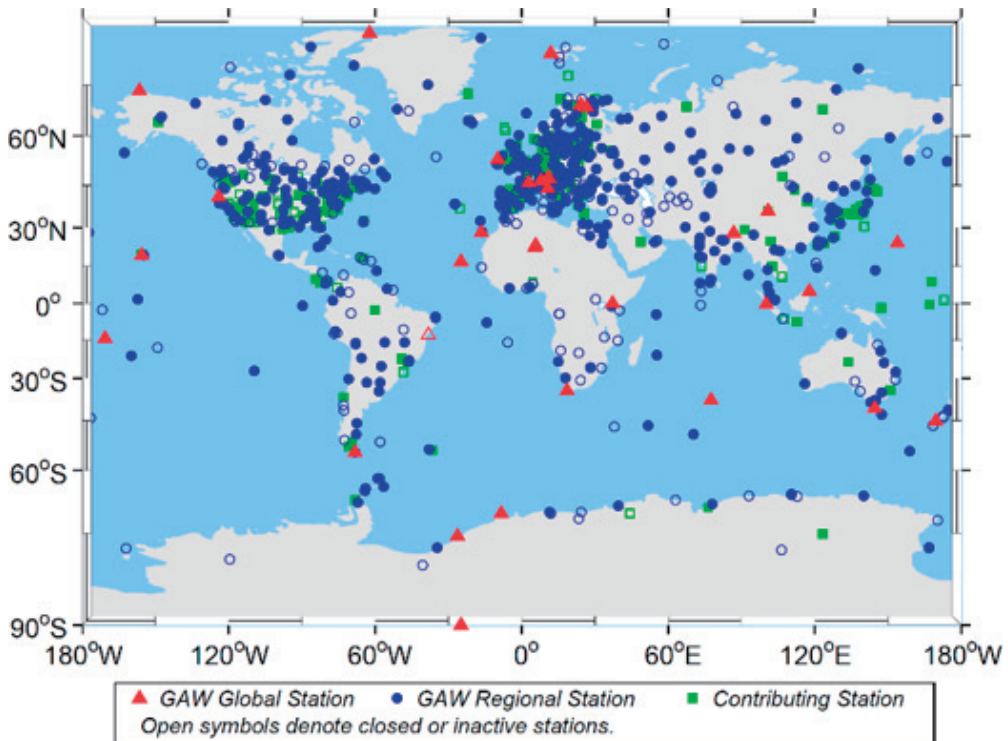 60°N
30°N
0°
30°S
60°S
90°S
180°W 120°W 60°W 0° 60°E 120°E 180°W
GAW Global Station GAW Regional Station Contributing Station
Open symbols denote closed or inactive stations.